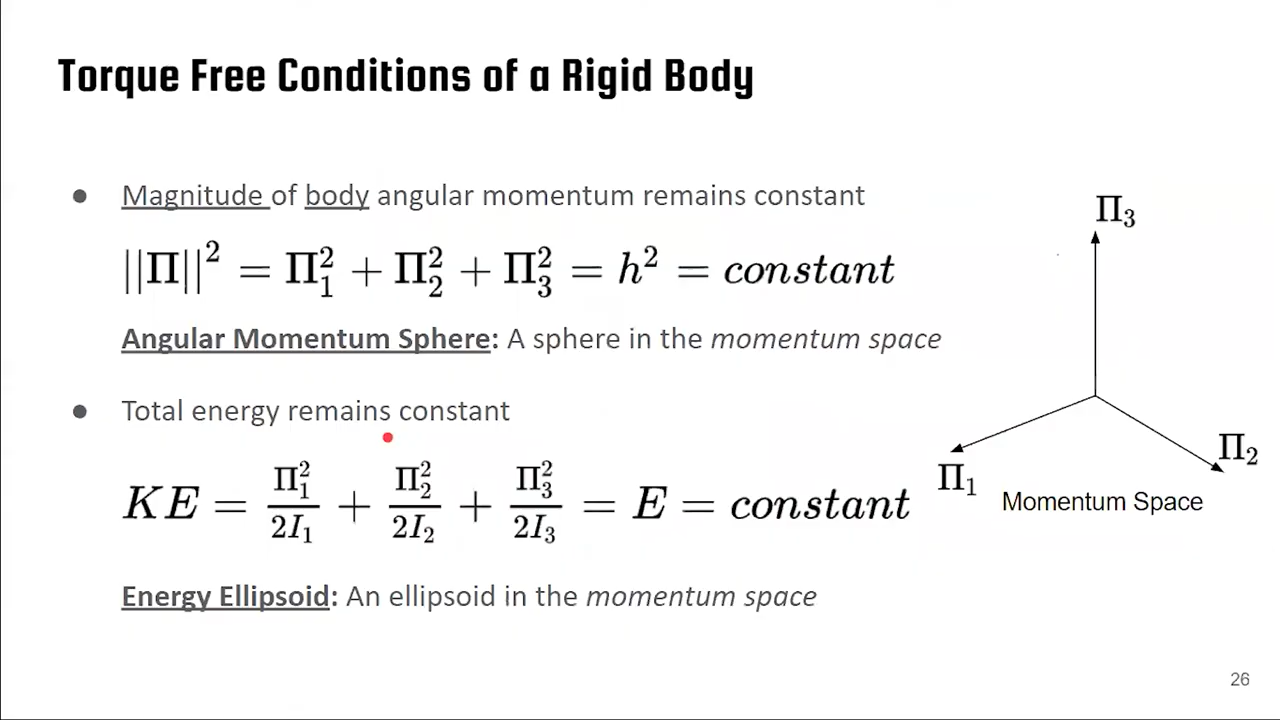 Torque Free Conditions of a Rigid Body
● Magnitude of body angular momentum remains constant
||Π||² = Π₁² + Π₂² + Π₃² = h² = constant
Angular Momentum Sphere: A sphere in the momentum space
● Total energy remains constant
KE = Π₁²/2I₁ + Π₂²/2I₂ + Π₃²/2I₃ = E = constant
Energy Ellipsoid: An ellipsoid in the momentum space
Π₃
Π₂
Π₁
Momentum Space
26